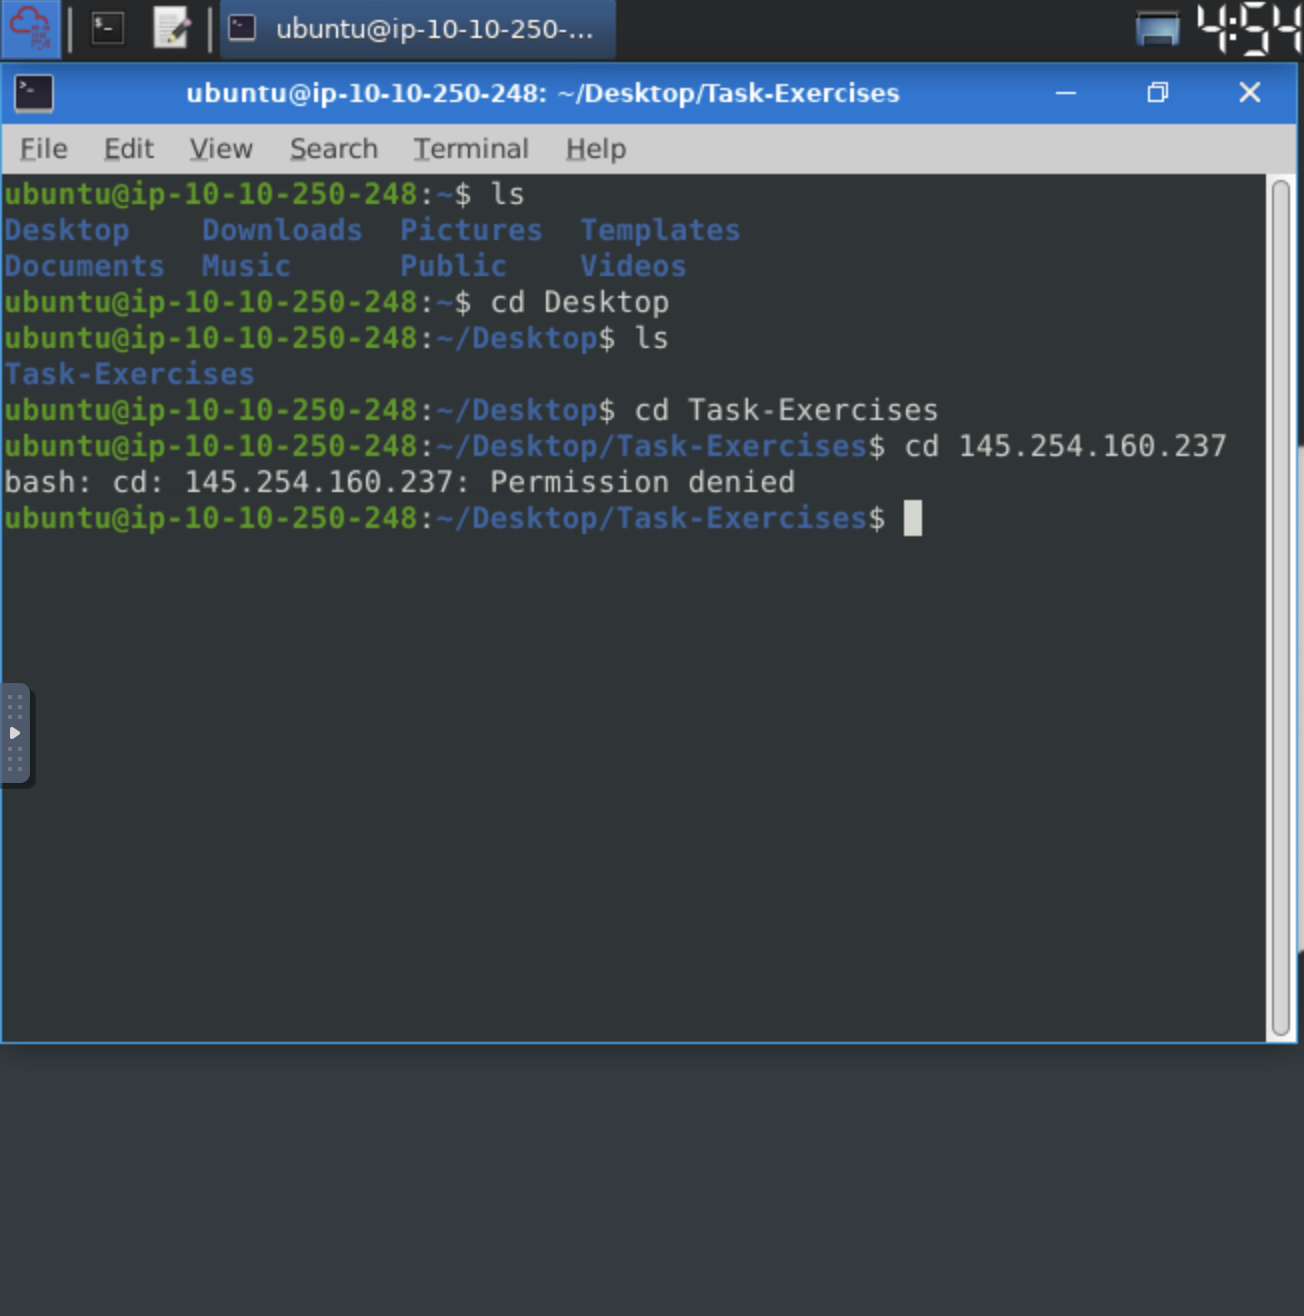 ubuntu@ip-10-10-250-...
4:54
ubuntu@ip-10-10-250-248: ~/Desktop/Task-Exercises
File Edit View Search Terminal Help
ubuntu@ip-10-10-250-248:~$ ls
Desktop    Downloads  Pictures  Templates
Documents  Music      Public    Videos
ubuntu@ip-10-10-250-248:~$ cd Desktop
ubuntu@ip-10-10-250-248:~/Desktop$ ls
Task-Exercises
ubuntu@ip-10-10-250-248:~/Desktop$ cd Task-Exercises
ubuntu@ip-10-10-250-248:~/Desktop/Task-Exercises$ cd 145.254.160.237
bash: cd: 145.254.160.237: Permission denied
ubuntu@ip-10-10-250-248:~/Desktop/Task-Exercises$